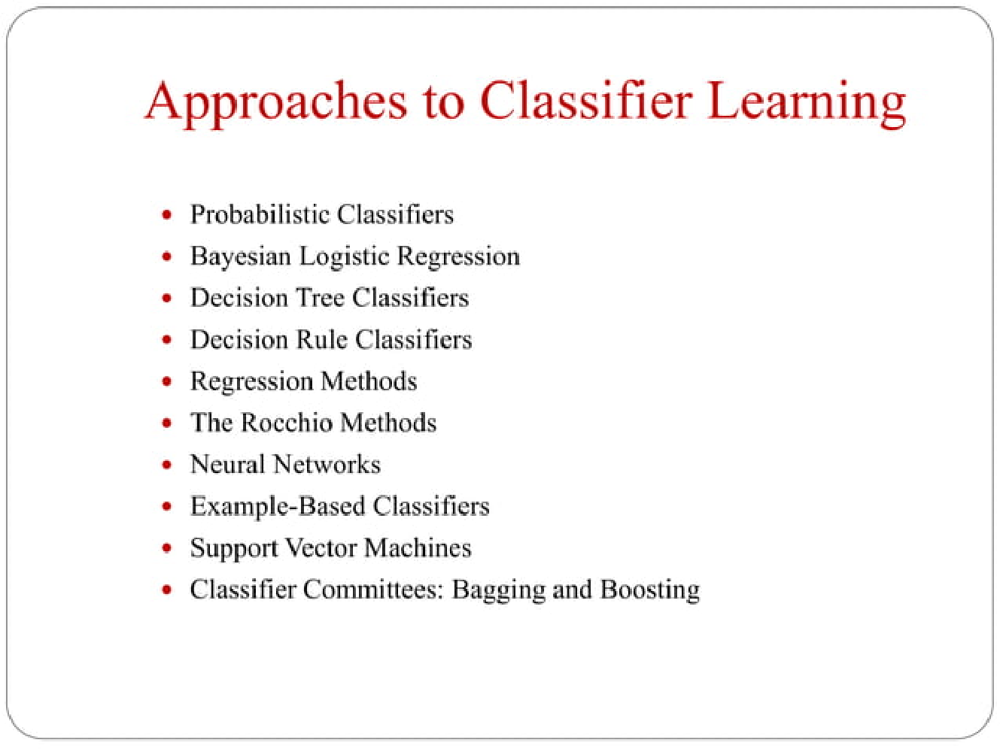 Approaches to Classifier Learning
• Probabilistic Classifiers
• Bayesian Logistic Regression
• Decision Tree Classifiers
• Decision Rule Classifiers
• Regression Methods
• The Rocchio Methods
• Neural Networks
• Example-Based Classifiers
• Support Vector Machines
• Classifier Committees: Bagging and Boosting